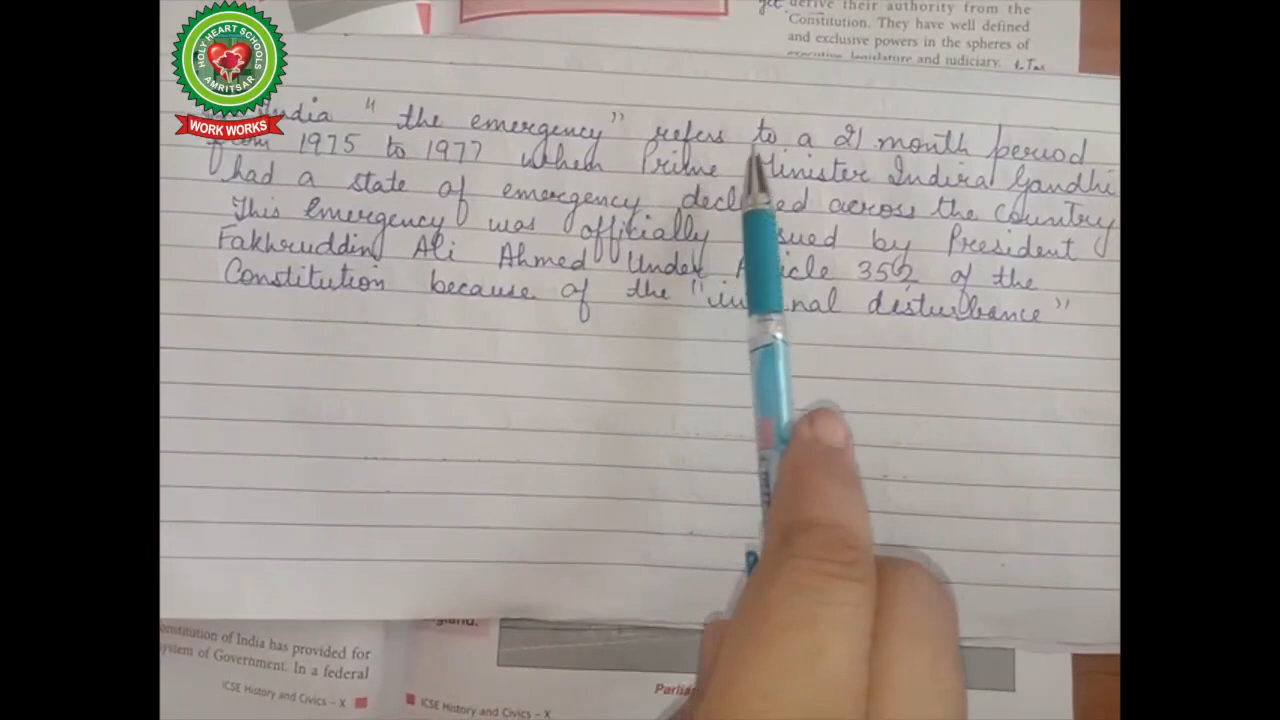 HOLY HEART SCHOOLS
AMRITSAR
WORK WORKS
derive their authority from the
Constitution. They have well defined
and exclusive powers in the spheres of
executive, legislature and judiciary.
India " the emergency" refers to a 21 month period
from 1975 to 1977 when Prime Minister Indira Gandhi
had a state of emergency declared across the country
This Emergency was officially issued by President
Fakhruddin Ali Ahmed Under Article 352 of the
Constitution because of the "internal disturbance"
onstitution of India has provided for
ystem of Government. In a federal
ICSE History and Civics – X
ngland.
Parlia
ICSE History and Civics – X